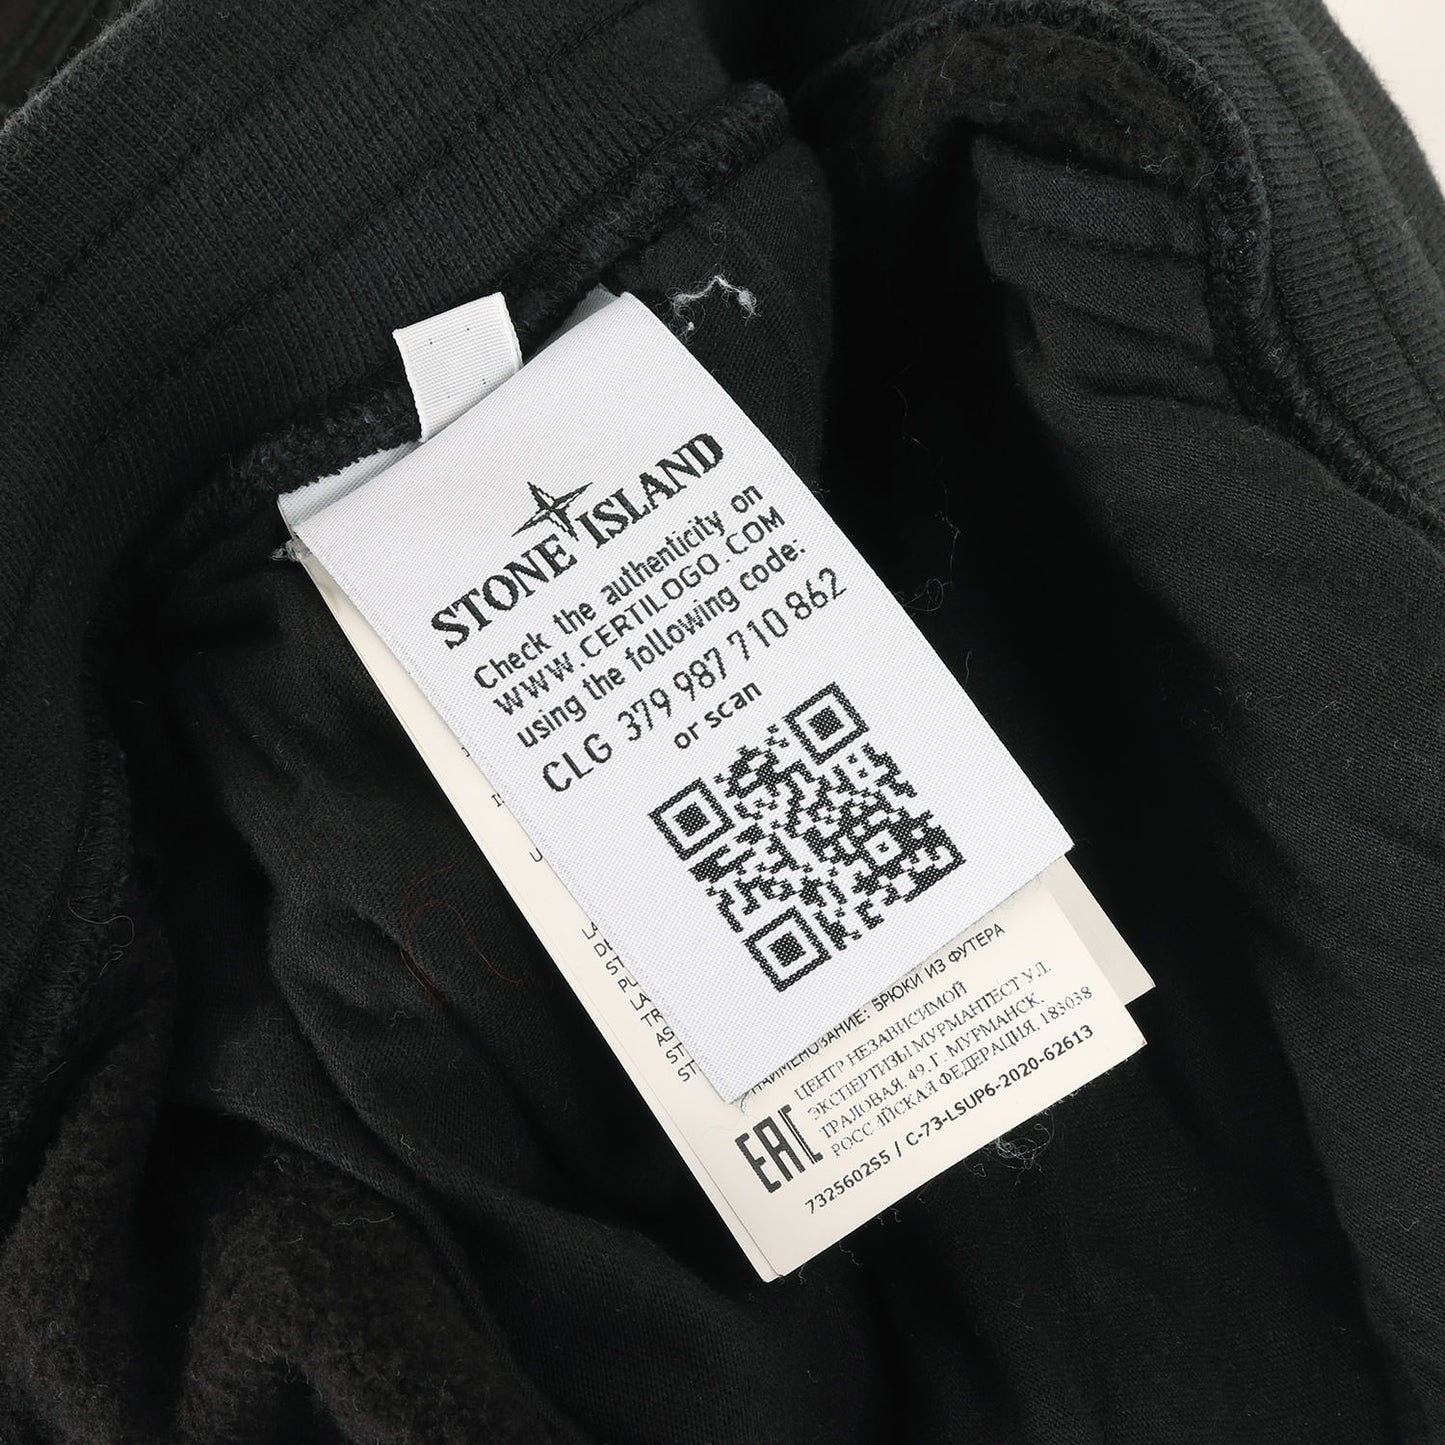 STONE ISLAND
Check the authenticity on
WWW.CERTILOGO.COM
using the following code:
CLG 379 987 710 862
or scan
НАИМЕНОВАНИЕ: БРЮКИ ИЗ ФУТЕРА
ЦЕНТР НЕЗАВИСИМОЙ
ЭКСПЕРТИЗЫ МУРМАНТЕСТ УЛ.
ТРАЛОВАЯ, 49, Г. МУРМАНСК,
РОССИЙСКАЯ ФЕДЕРАЦИЯ, 183038
EAC
7325602S5 / C-73-LSUP6-2020-62613